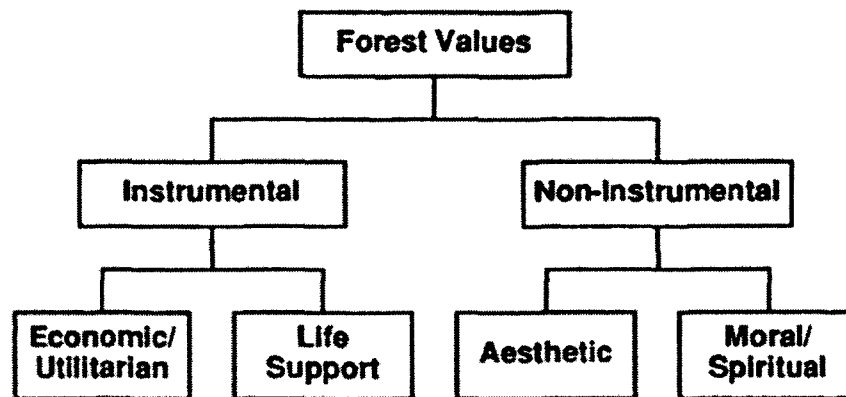 Forest Values
Instrumental
Non-Instrumental
Economic/
Utilitarian
Life
Support
Aesthetic
Moral/
Spiritual